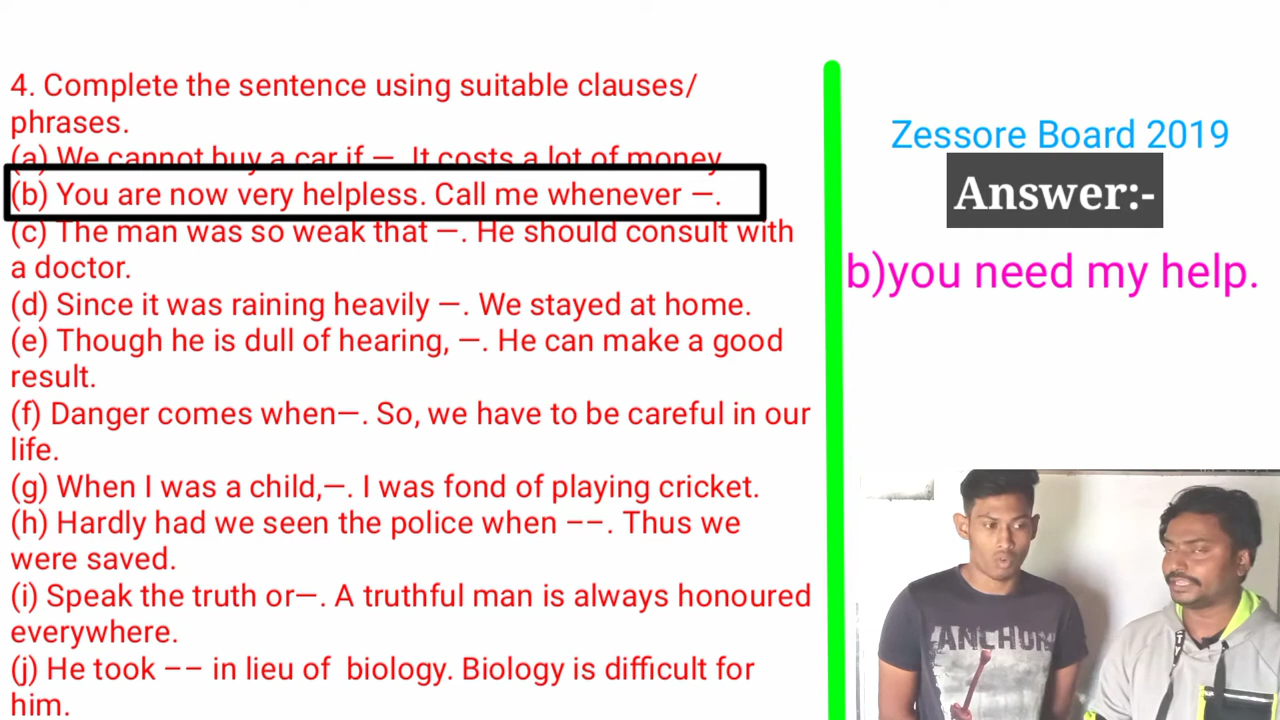 4. Complete the sentence using suitable clauses/
phrases.
(a) We cannot buy a car if —. It costs a lot of money.
(b) You are now very helpless. Call me whenever —.
(c) The man was so weak that —. He should consult with
a doctor.
(d) Since it was raining heavily —. We stayed at home.
(e) Though he is dull of hearing, —. He can make a good
result.
(f) Danger comes when—. So, we have to be careful in our
life.
(g) When I was a child,—. I was fond of playing cricket.
(h) Hardly had we seen the police when ––. Thus we
were saved.
(i) Speak the truth or—. A truthful man is always honoured
everywhere.
(j) He took –– in lieu of biology. Biology is difficult for
him.
Zessore Board 2019
Answer:-
b)you need my help.
ANCHOR